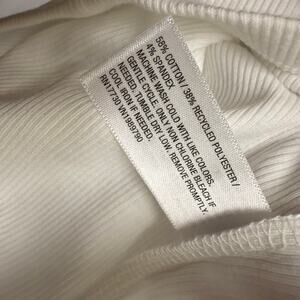 58% COTTON / 38% RECYCLED POLYESTER /
4% SPANDEX
MACHINE WASH COLD WITH LIKE COLORS,
GENTLE CYCLE. ONLY NON CHLORINE BLEACH IF
NEEDED. TUMBLE DRY LOW. REMOVE PROMPTLY.
COOL IRON IF NEEDED.
RN17730 VN1989790